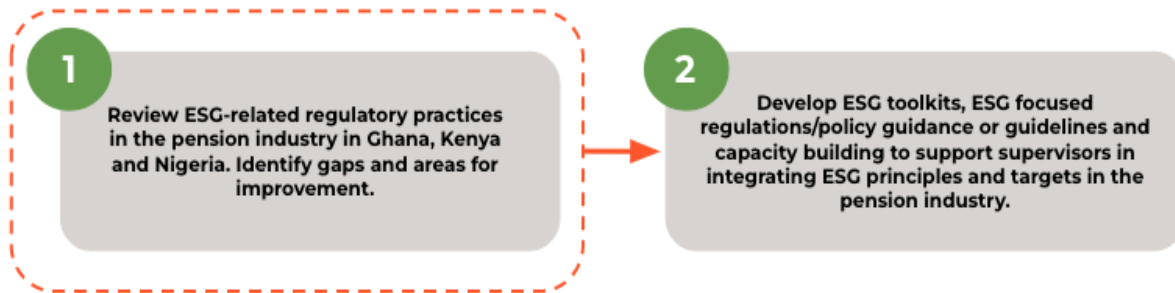 1
Review ESG-related regulatory practices
in the pension industry in Ghana, Kenya
and Nigeria. Identify gaps and areas for
improvement.
2
Develop ESG toolkits, ESG focused
regulations/policy guidance or guidelines and
capacity building to support supervisors in
integrating ESG principles and targets in the
pension industry.